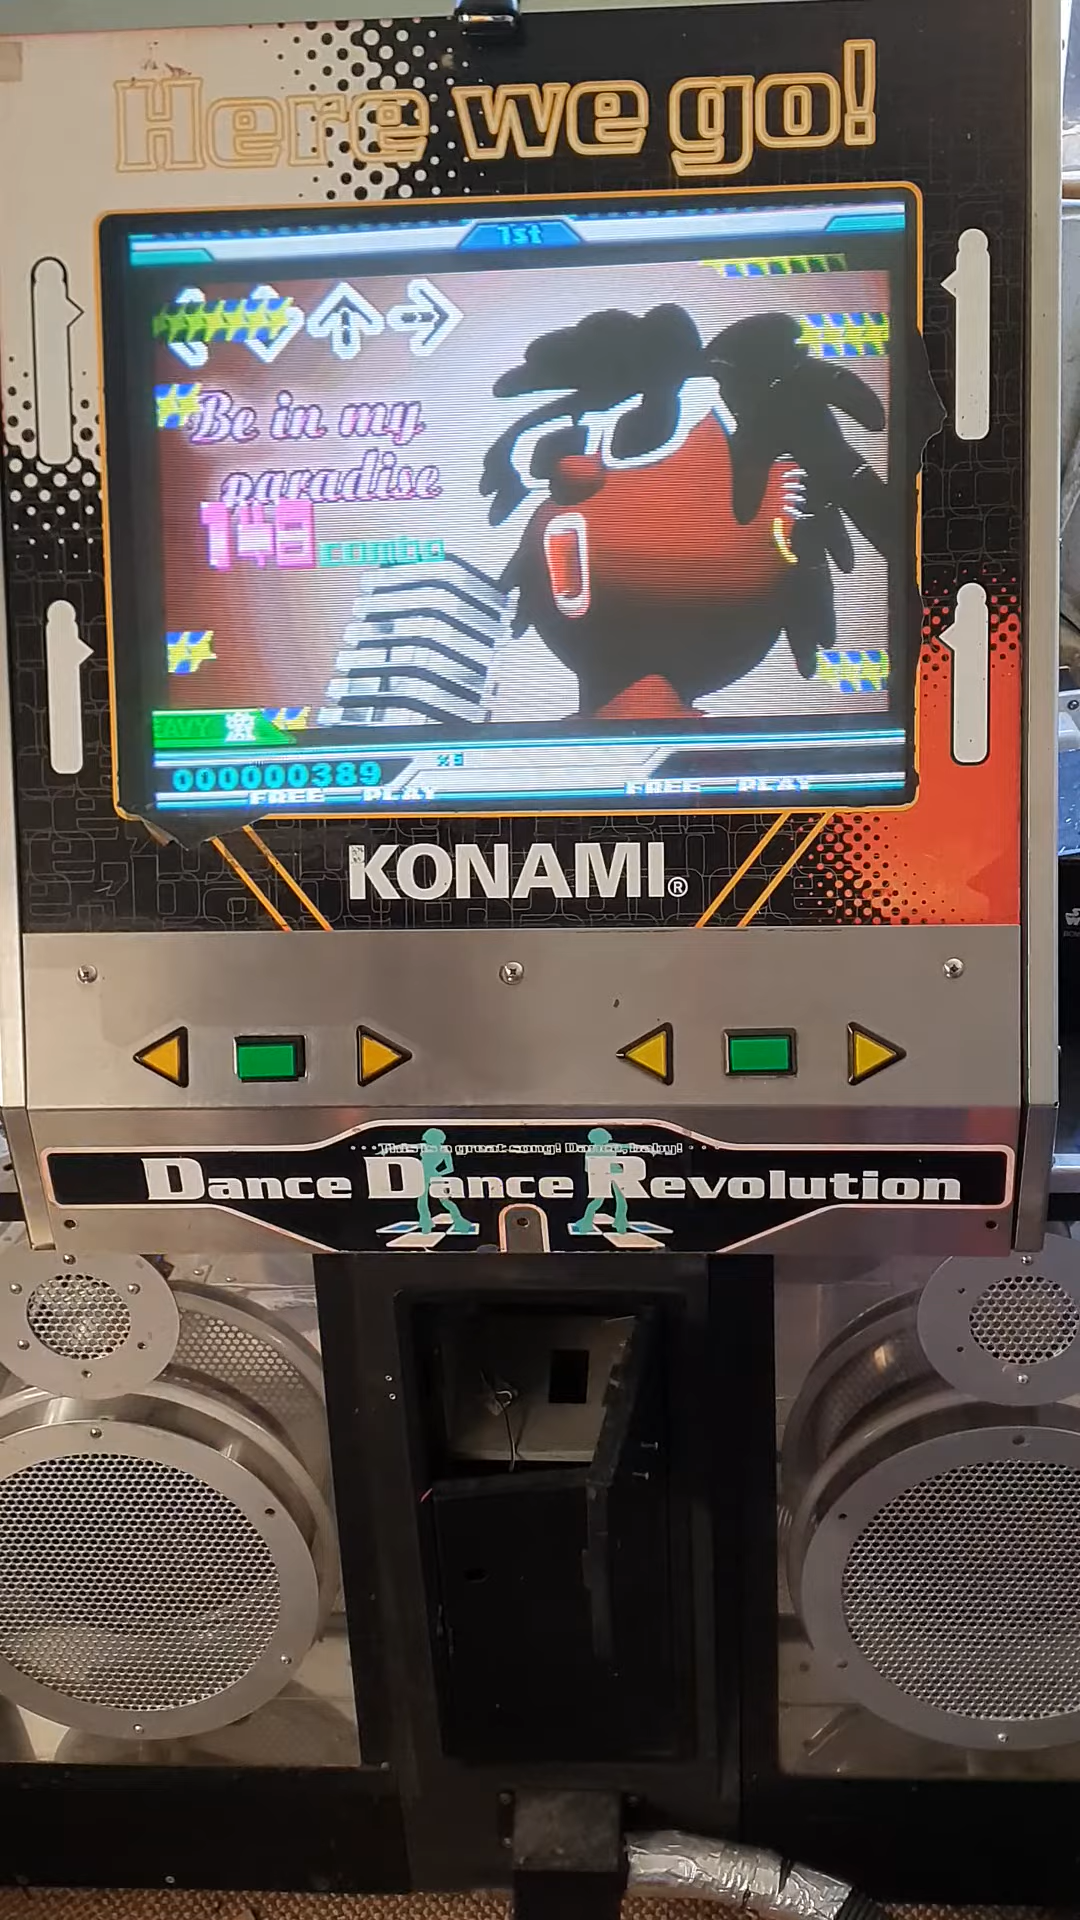 Here we go!
1st
Be in my
paradise
148 combo
EAVY
000000389
FREE PLAY
FREE PLAY
KONAMI®
This is a great song! Dance, baby!
Dance Dance Revolution